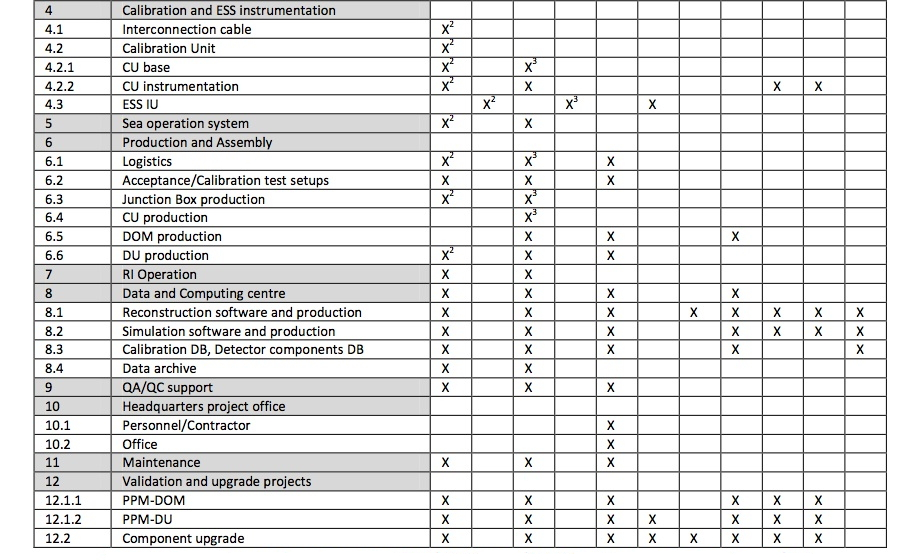 4 Calibration and ESS instrumentation
4.1 Interconnection cable X²
4.2 Calibration Unit X²
4.2.1 CU base X² X³
4.2.2 CU instrumentation X² X X X
4.3 ESS IU X² X³ X
5 Sea operation system X² X
6 Production and Assembly
6.1 Logistics X² X³ X
6.2 Acceptance/Calibration test setups X X X
6.3 Junction Box production X² X³
6.4 CU production X³
6.5 DOM production X X X
6.6 DU production X² X X
7 RI Operation X X
8 Data and Computing centre X X X X
8.1 Reconstruction software and production X X X X X X X X
8.2 Simulation software and production X X X X X X X
8.3 Calibration DB, Detector components DB X X X X X
8.4 Data archive X X
9 QA/QC support X X X
10 Headquarters project office
10.1 Personnel/Contractor X
10.2 Office X
11 Maintenance X X X
12 Validation and upgrade projects
12.1.1 PPM-DOM X X X X X X
12.1.2 PPM-DU X X X X X X X
12.2 Component upgrade X X X X X X X X